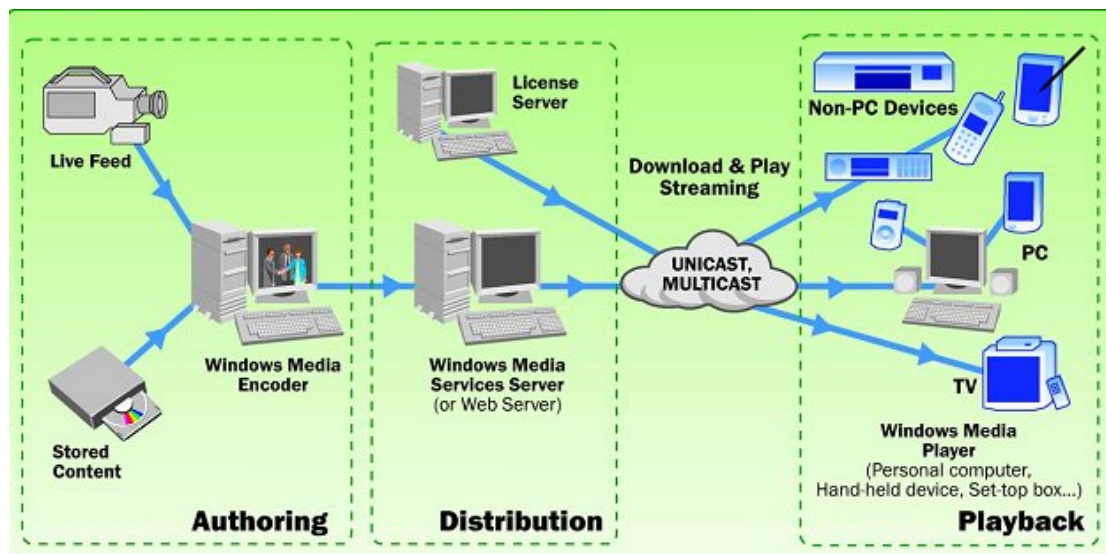 Live Feed
Stored
Content
Windows Media
Encoder
Authoring
License
Server
Windows Media
Services Server
(or Web Server)
Distribution
Download & Play
Streaming
UNICAST,
MULTICAST
Non-PC Devices
PC
TV
Windows Media
Player
(Personal computer,
Hand-held device, Set-top box...)
Playback